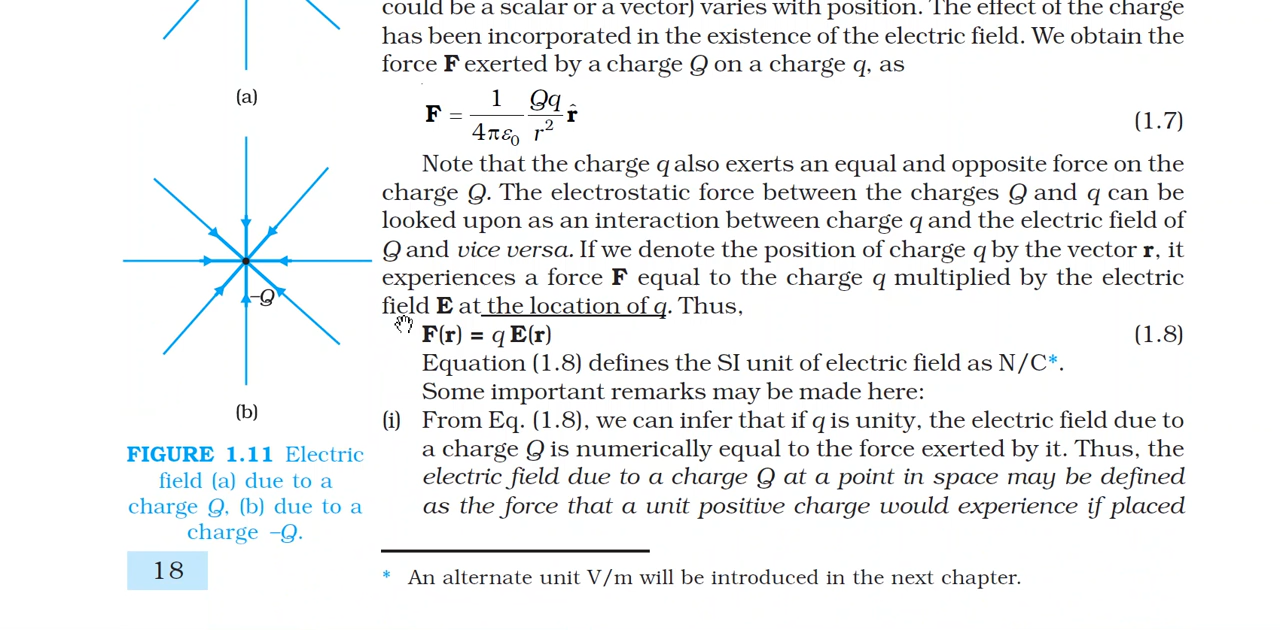 could be a scalar or a vector) varies with position. The effect of the charge
has been incorporated in the existence of the electric field. We obtain the
force F exerted by a charge Q on a charge q, as
(a)
F = 1/4πε₀ Qq/r² r̂ (1.7)
Note that the charge q also exerts an equal and opposite force on the
charge Q. The electrostatic force between the charges Q and q can be
looked upon as an interaction between charge q and the electric field of
Q and vice versa. If we denote the position of charge q by the vector r, it
experiences a force F equal to the charge q multiplied by the electric
field E at the location of q. Thus,
–Q
F(r) = q E(r) (1.8)
Equation (1.8) defines the SI unit of electric field as N/C*.
Some important remarks may be made here:
(b)
(i) From Eq. (1.8), we can infer that if q is unity, the electric field due to
a charge Q is numerically equal to the force exerted by it. Thus, the
electric field due to a charge Q at a point in space may be defined
as the force that a unit positive charge would experience if placed
FIGURE 1.11 Electric
field (a) due to a
charge Q, (b) due to a
charge –Q.
18
* An alternate unit V/m will be introduced in the next chapter.